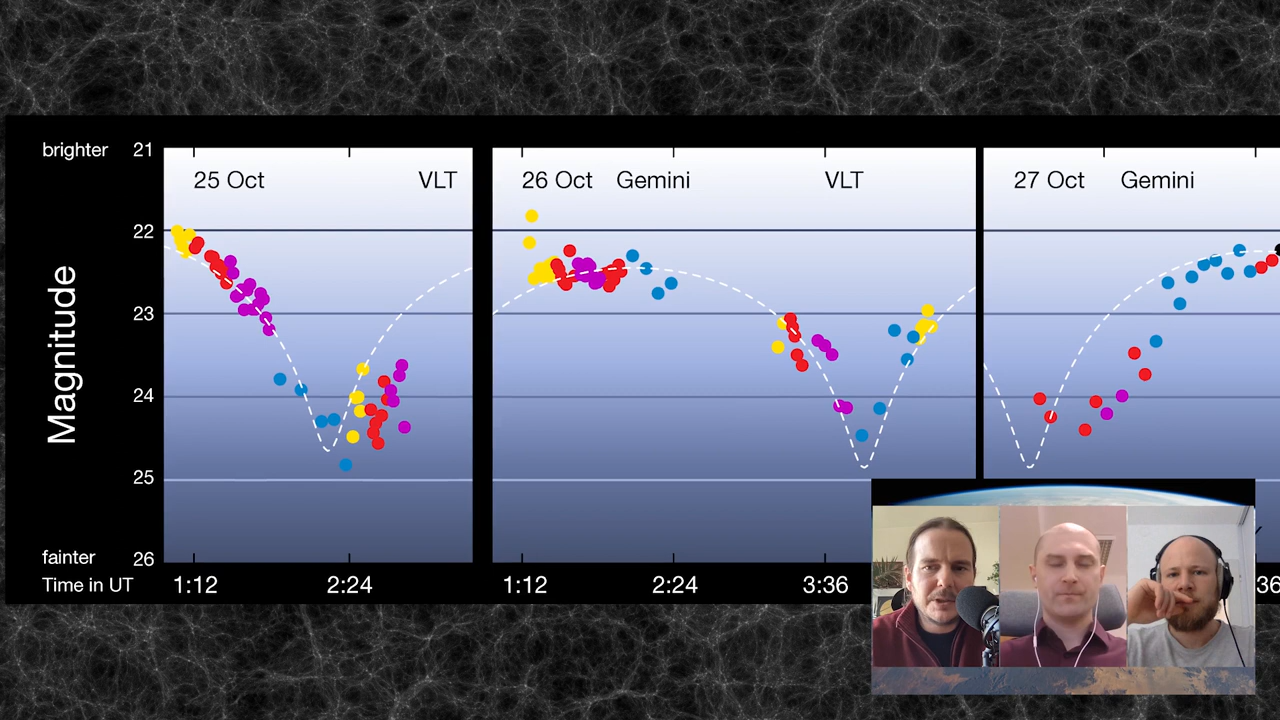 brighter 21
25 Oct VLT
26 Oct Gemini VLT
27 Oct Gemini
22
23
Magnitude
24
25
fainter 26
Time in UT 1:12 2:24 1:12 2:24 3:36
36